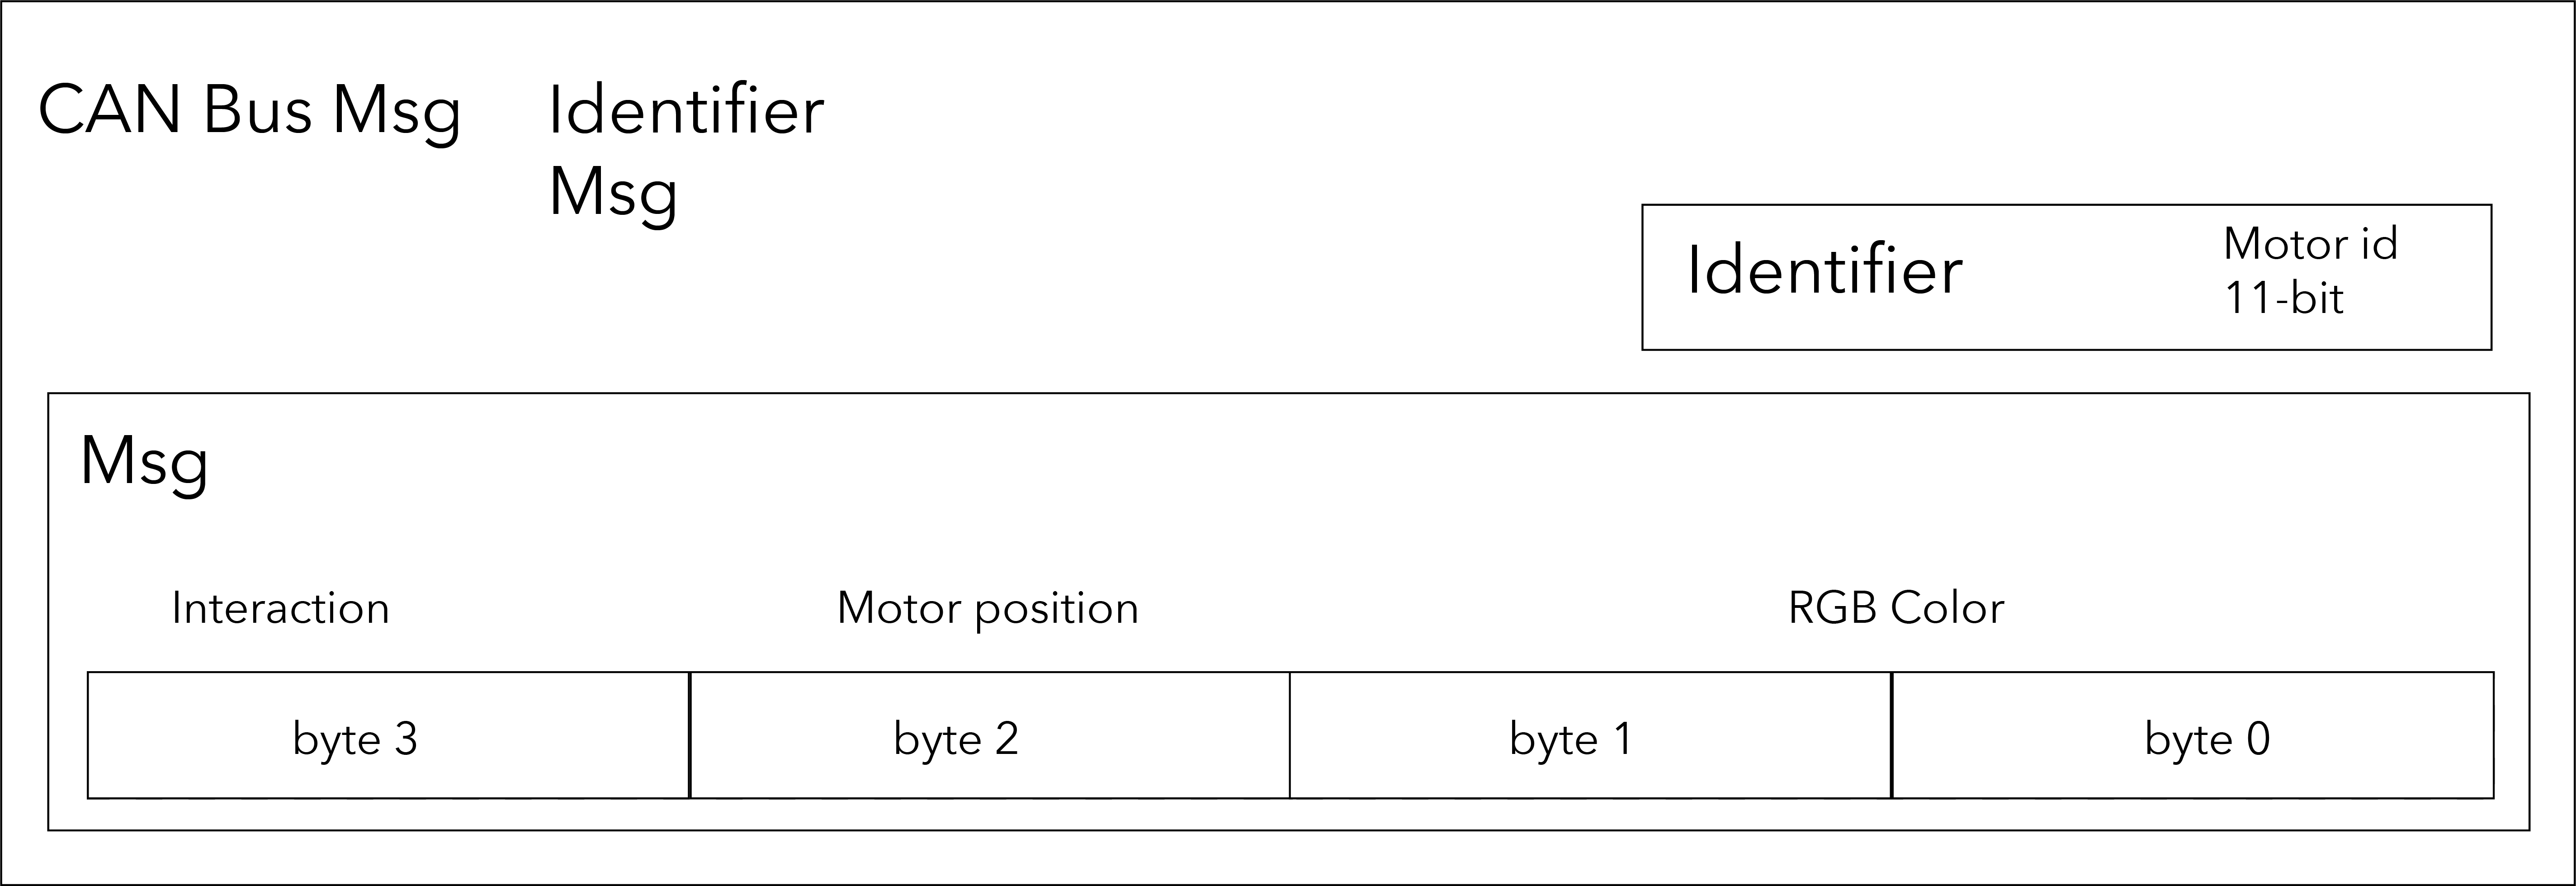 CAN Bus Msg
Identifier
Msg
Identifier
Motor id
11-bit
Msg
Interaction
Motor position
RGB Color
byte 3
byte 2
byte 1
byte 0